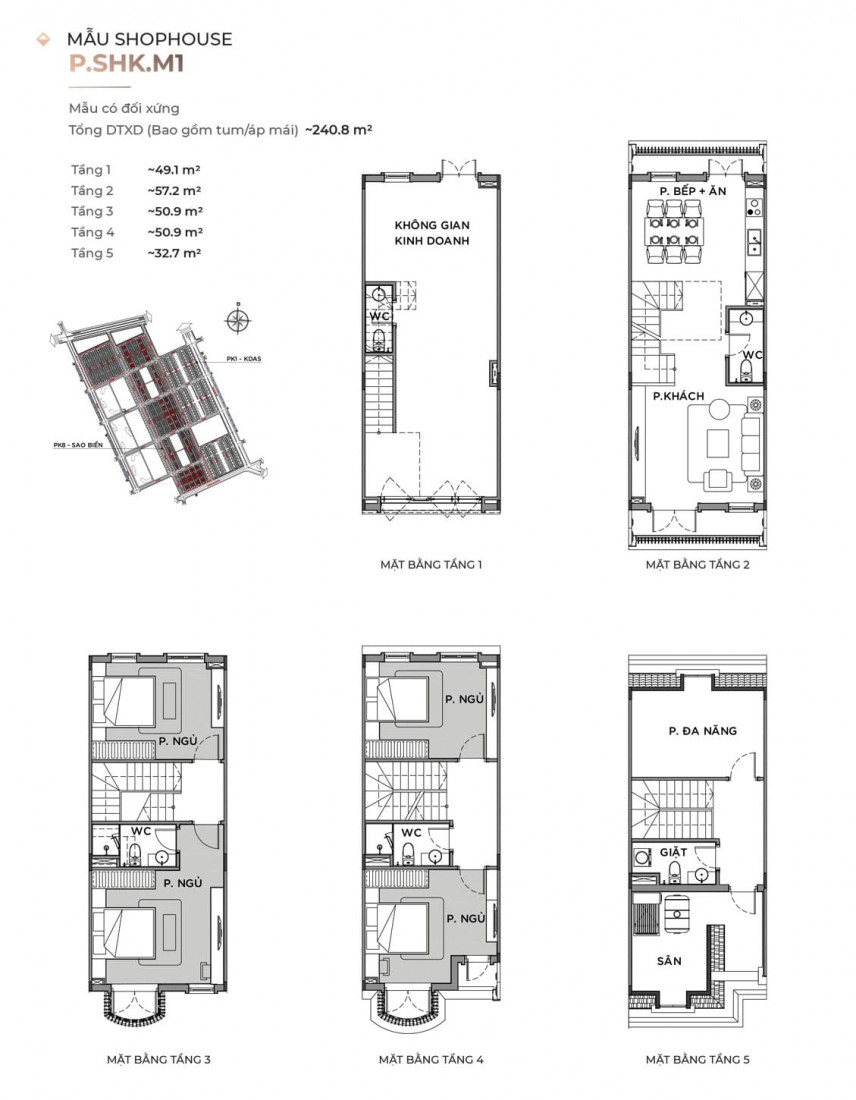 MẪU SHOPHOUSE
P.SHK.M1
Mẫu có đối xứng
Tổng DTXD (Bao gồm tum/áp mái) ~240.8 m²
Tầng 1 ~49.1 m²
Tầng 2 ~57.2 m²
Tầng 3 ~50.9 m²
Tầng 4 ~50.9 m²
Tầng 5 ~32.7 m²
PK1 - KDAS
PK8 - SAO BIỂN
KHÔNG GIAN
KINH DOANH
WC
MẶT BẰNG TẦNG 1
P. BẾP + ĂN
WC
P.KHÁCH
MẶT BẰNG TẦNG 2
P. NGỦ
WC
P. NGỦ
MẶT BẰNG TẦNG 3
P. NGỦ
WC
P. NGỦ
MẶT BẰNG TẦNG 4
P. ĐA NĂNG
GIẶT
SÂN
MẶT BẰNG TẦNG 5